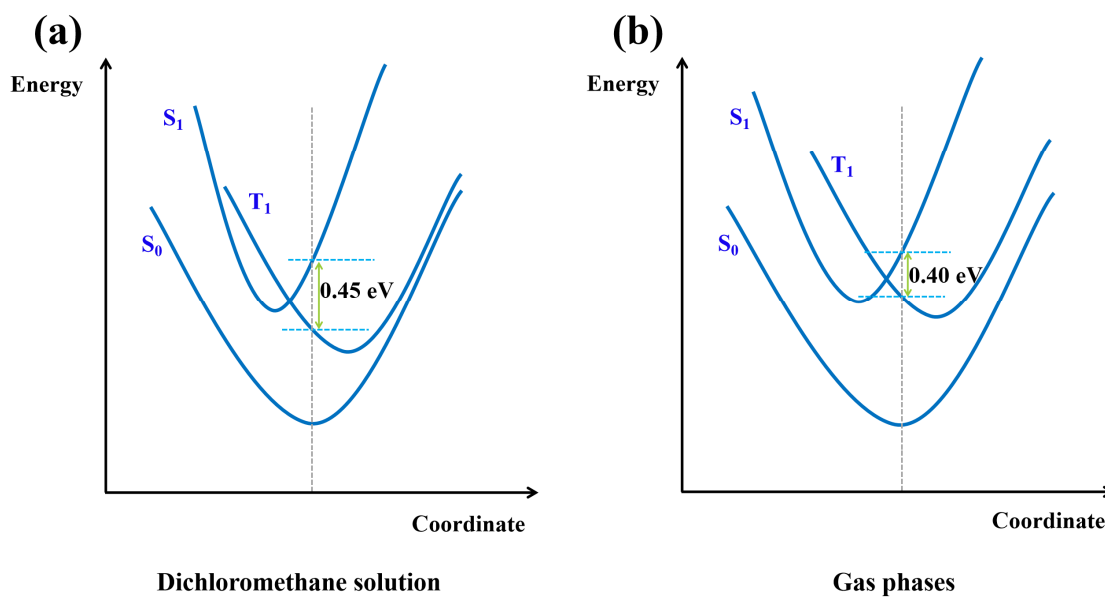 (a)
Energy
S1
T1
S0
0.45 eV
Coordinate
Dichloromethane solution
(b)
Energy
S1
T1
S0
0.40 eV
Coordinate
Gas phases